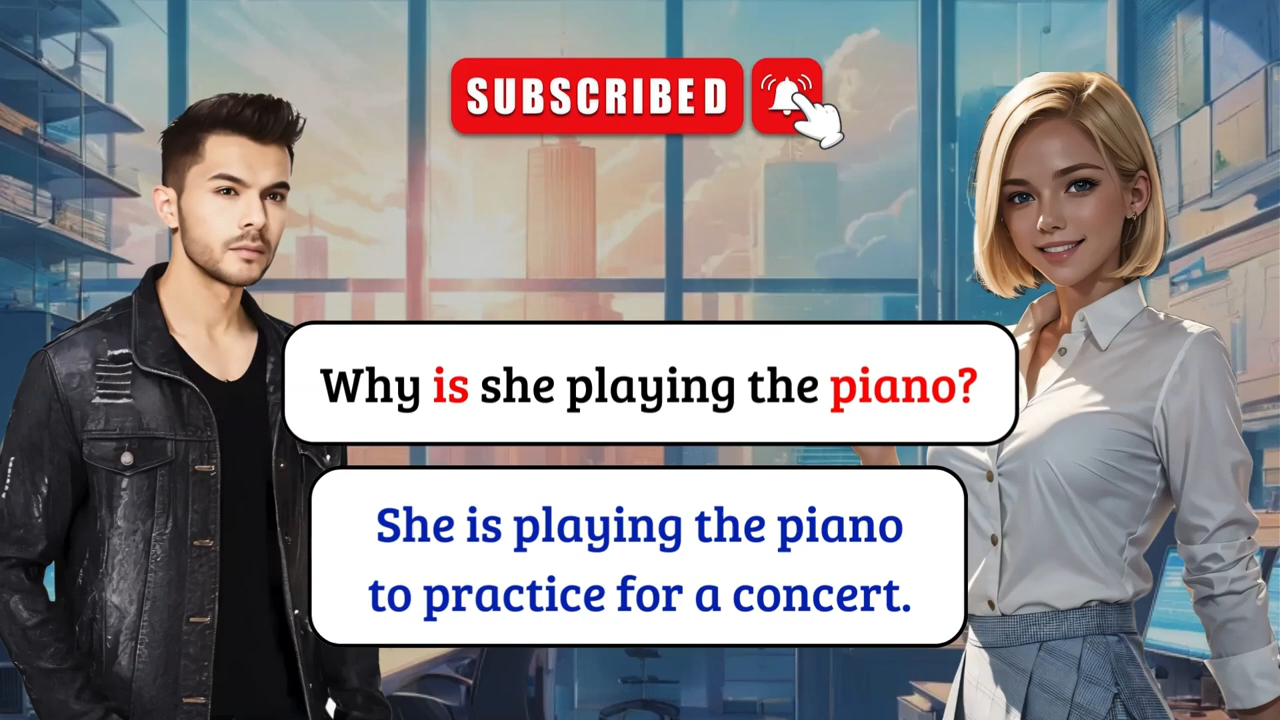 SUBSCRIBED
Why is she playing the piano?
She is playing the piano
to practice for a concert.